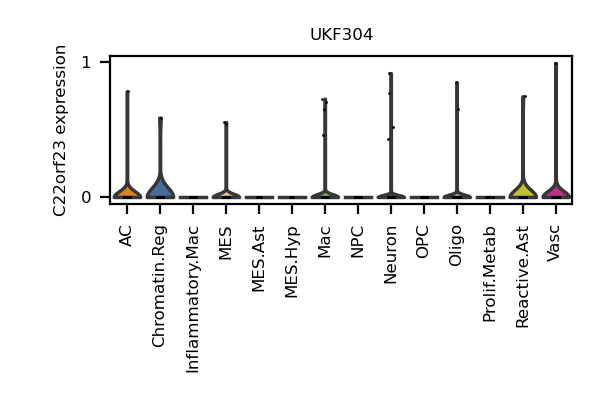 UKF304
C22orf23 expression
1
0
AC
Chromatin.Reg
Inflammatory.Mac
MES
MES.Ast
MES.Hyp
Mac
NPC
Neuron
OPC
Oligo
Prolif.Metab
Reactive.Ast
Vasc